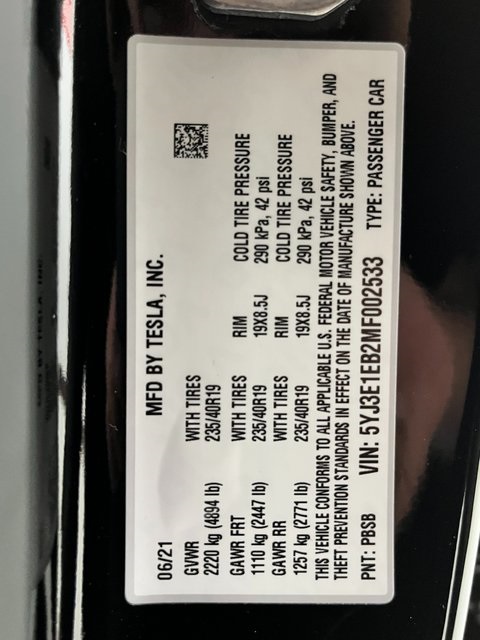 06/21 MFD BY TESLA, INC.
GVWR WITH TIRES
2220 kg (4894 lb) 235/40R19
GAWR FRT WITH TIRES RIM COLD TIRE PRESSURE
1110 kg (2447 lb) 235/40R19 19X8.5J 290 kPa, 42 psi
GAWR RR WITH TIRES RIM COLD TIRE PRESSURE
1257 kg (2771 lb) 235/40R19 19X8.5J 290 kPa, 42 psi
THIS VEHICLE CONFORMS TO ALL APPLICABLE U.S. FEDERAL MOTOR VEHICLE SAFETY, BUMPER, AND
THEFT PREVENTION STANDARDS IN EFFECT ON THE DATE OF MANUFACTURE SHOWN ABOVE.
PNT: PBSB VIN: 5YJ3E1EB2MF002533 TYPE: PASSENGER CAR